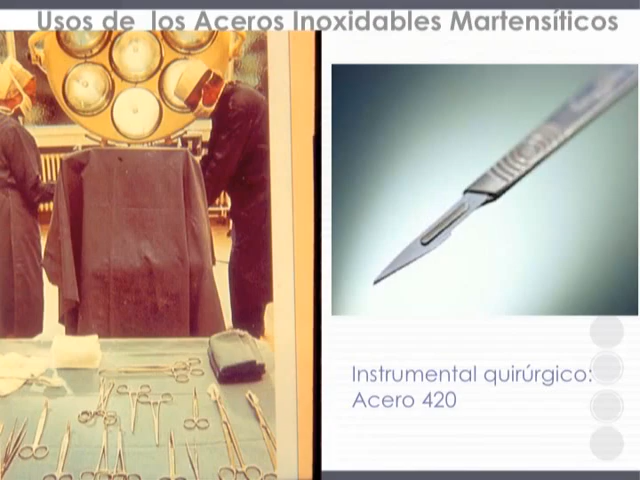 Usos de los Aceros Inoxidables Martensíticos
Instrumental quirúrgico:
Acero 420